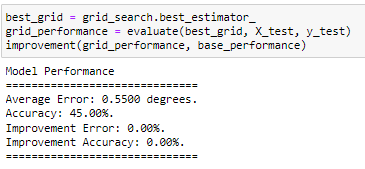 best_grid = grid_search.best_estimator_
grid_performance = evaluate(best_grid, X_test, y_test)
improvement(grid_performance, base_performance)
Model Performance
==============================
Average Error: 0.5500 degrees.
Accuracy: 45.00%.
Improvement Error: 0.00%.
Improvement Accuracy: 0.00%.
==============================